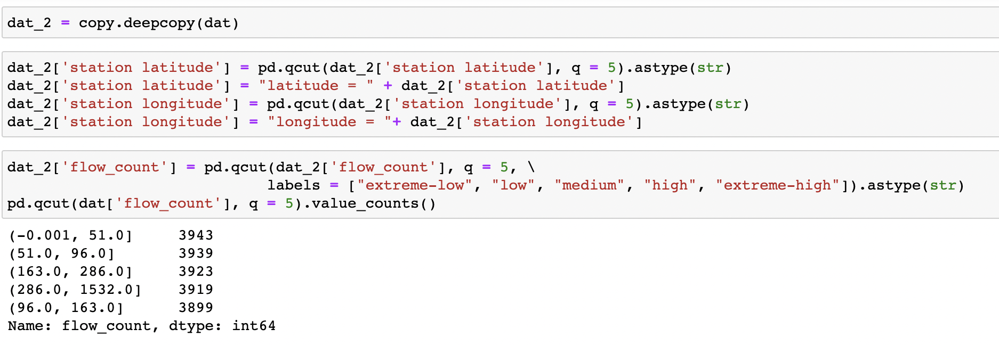 dat_2 = copy.deepcopy(dat)
dat_2['station latitude'] = pd.qcut(dat_2['station latitude'], q = 5).astype(str)
dat_2['station latitude'] = "latitude = " + dat_2['station latitude']
dat_2['station longitude'] = pd.qcut(dat_2['station longitude'], q = 5).astype(str)
dat_2['station longitude'] = "longitude = "+ dat_2['station longitude']
dat_2['flow_count'] = pd.qcut(dat_2['flow_count'], q = 5, \
labels = ["extreme-low", "low", "medium", "high", "extreme-high"]).astype(str)
pd.qcut(dat['flow_count'], q = 5).value_counts()
(-0.001, 51.0]     3943
(51.0, 96.0]       3939
(163.0, 286.0]     3923
(286.0, 1532.0]    3919
(96.0, 163.0]      3899
Name: flow_count, dtype: int64